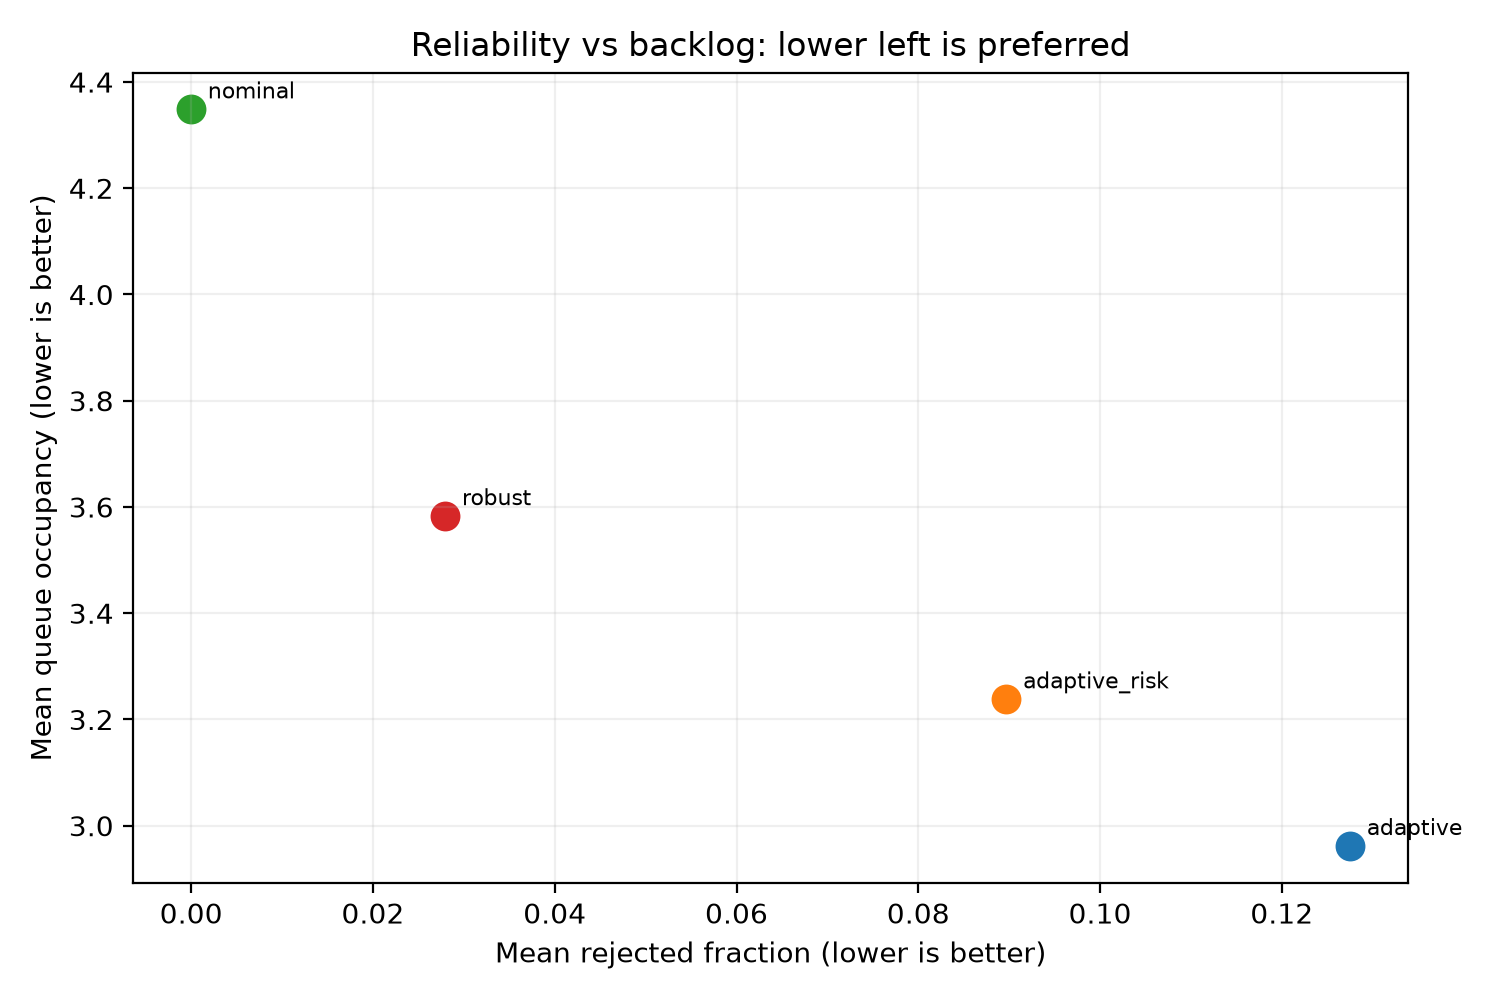 Reliability vs backlog: lower left is preferred
Mean queue occupancy (lower is better)
4.4
4.2
4.0
3.8
3.6
3.4
3.2
3.0
nominal
robust
adaptive_risk
adaptive
0.00
0.02
0.04
0.06
0.08
0.10
0.12
Mean rejected fraction (lower is better)